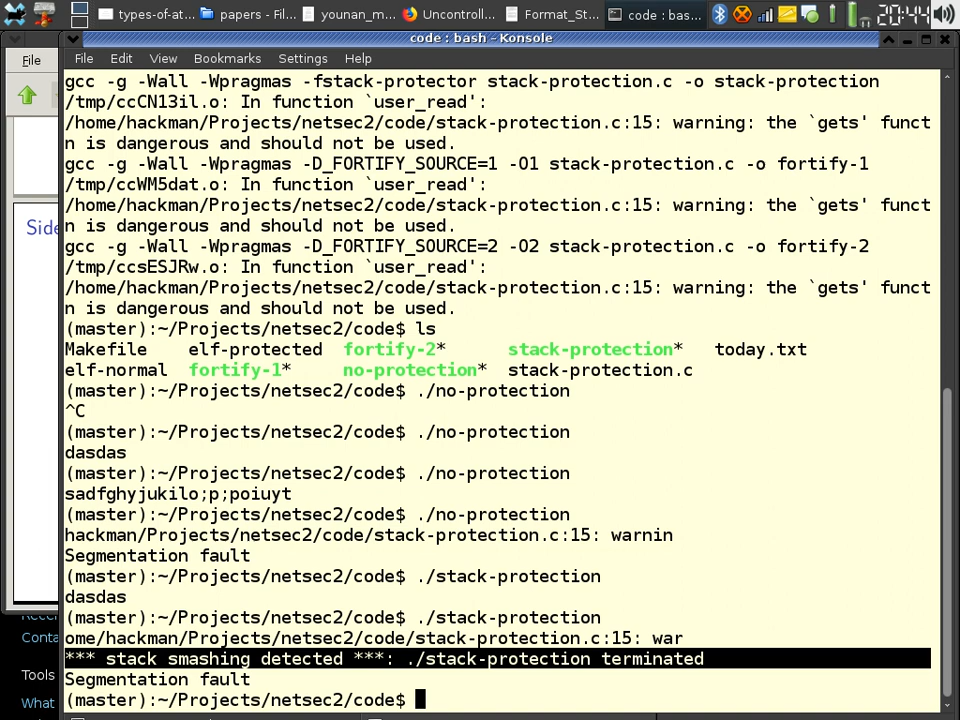 types-of-at...
papers - Fil...
younan_m...
Uncontroll...
Format_St...
code : bas...
20:44
code : bash - Konsole
File
File Edit View Bookmarks Settings Help
gcc -g -Wall -Wpragmas -fstack-protector stack-protection.c -o stack-protection
/tmp/ccCN13il.o: In function `user_read':
/home/hackman/Projects/netsec2/code/stack-protection.c:15: warning: the `gets' funct
n is dangerous and should not be used.
gcc -g -Wall -Wpragmas -D_FORTIFY_SOURCE=1 -O1 stack-protection.c -o fortify-1
/tmp/ccWM5dat.o: In function `user_read':
/home/hackman/Projects/netsec2/code/stack-protection.c:15: warning: the `gets' funct
Side
n is dangerous and should not be used.
gcc -g -Wall -Wpragmas -D_FORTIFY_SOURCE=2 -O2 stack-protection.c -o fortify-2
/tmp/ccsESJRw.o: In function `user_read':
/home/hackman/Projects/netsec2/code/stack-protection.c:15: warning: the `gets' funct
n is dangerous and should not be used.
(master):~/Projects/netsec2/code$ ls
Makefile elf-protected fortify-2* stack-protection* today.txt
elf-normal fortify-1* no-protection* stack-protection.c
(master):~/Projects/netsec2/code$ ./no-protection
^C
(master):~/Projects/netsec2/code$ ./no-protection
dasdas
(master):~/Projects/netsec2/code$ ./no-protection
sadfghyjukilo;p;poiuyt
(master):~/Projects/netsec2/code$ ./no-protection
hackman/Projects/netsec2/code/stack-protection.c:15: warnin
Segmentation fault
(master):~/Projects/netsec2/code$ ./stack-protection
dasdas
(master):~/Projects/netsec2/code$ ./stack-protection
ome/hackman/Projects/netsec2/code/stack-protection.c:15: war
*** stack smashing detected ***: ./stack-protection terminated
Segmentation fault
(master):~/Projects/netsec2/code$
Conta
Tools
What